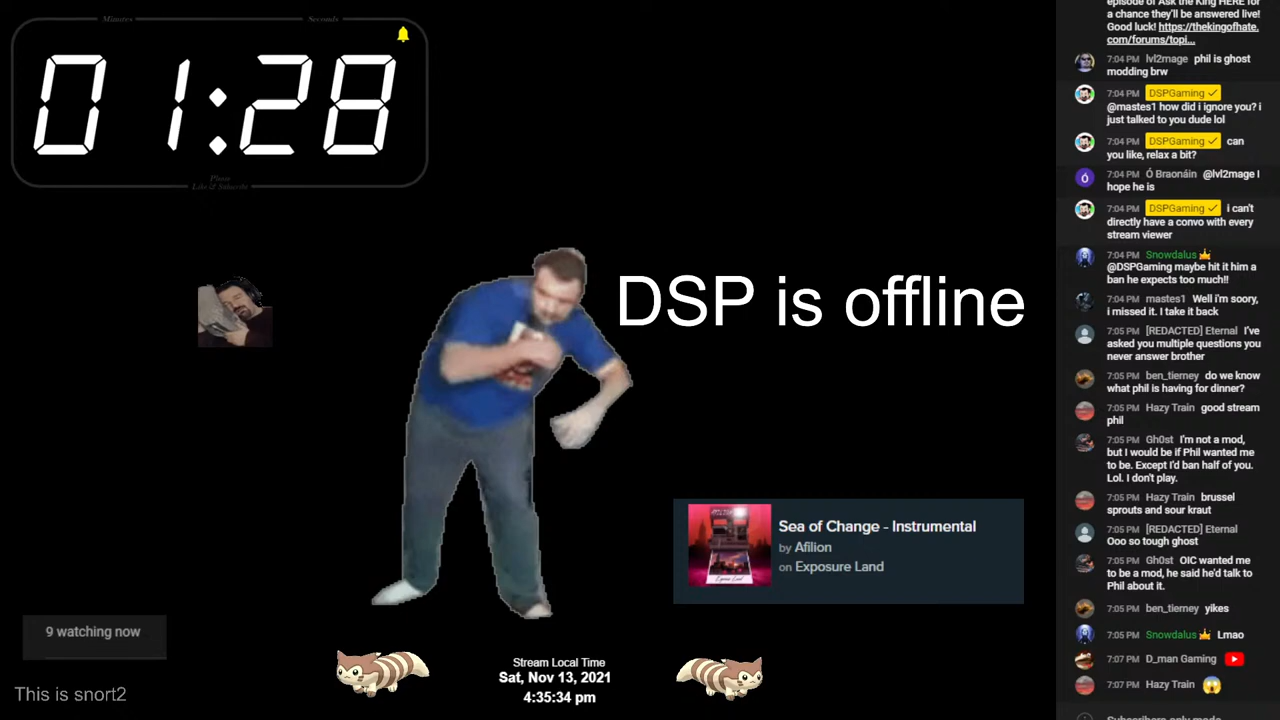 Minutes
Seconds
01:28
Please
Like & Subscribe
DSP is offline
Sea of Change - Instrumental
by Afilion
on Exposure Land
9 watching now
This is snort2
Stream Local Time
Sat, Nov 13, 2021
4:35:34 pm
episode of Ask the King HERE for
a chance they'll be answered live!
Good luck! https://thekingofhate.
com/forums/topi...
7:04 PM lvl2mage phil is ghost
modding brw
7:04 PM DSPGaming
@mastes1 how did i ignore you? i
just talked to you dude lol
7:04 PM DSPGaming can
you like, relax a bit?
7:04 PM Ó Braonáin @lvl2mage I
hope he is
7:04 PM DSPGaming i can't
directly have a convo with every
stream viewer
7:04 PM Snowdalus
@DSPGaming maybe hit it him a
ban he expects too much!!
7:04 PM mastes1 Well i'm soory,
i missed it. I take it back
7:05 PM [REDACTED] Eternal I've
asked you multiple questions you
never answer brother
7:05 PM ben_tierney do we know
what phil is having for dinner?
7:05 PM Hazy Train good stream
phil
7:05 PM Gh0st I'm not a mod,
but I would be if Phil wanted me
to be. Except I'd ban half of you.
Lol. I don't play.
7:05 PM Hazy Train brussel
sprouts and sour kraut
7:05 PM [REDACTED] Eternal
Ooo so tough ghost
7:05 PM Gh0st OIC wanted me
to be a mod, he said he'd talk to
Phil about it.
7:05 PM ben_tierney yikes
7:05 PM Snowdalus Lmao
7:07 PM D_man Gaming
7:07 PM Hazy Train
Subscribers-only mode